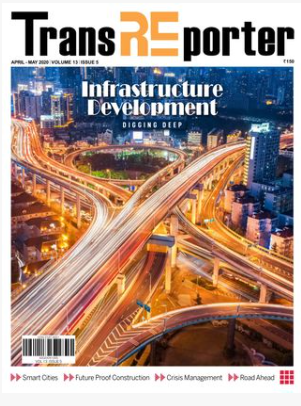 TransREporter
APRIL - MAY 2020 | VOLUME 13 | ISSUE 5
₹150
Infrastructure
Development
DIGGING DEEP
Smart Cities
Future Proof Construction
Crisis Management
Road Ahead